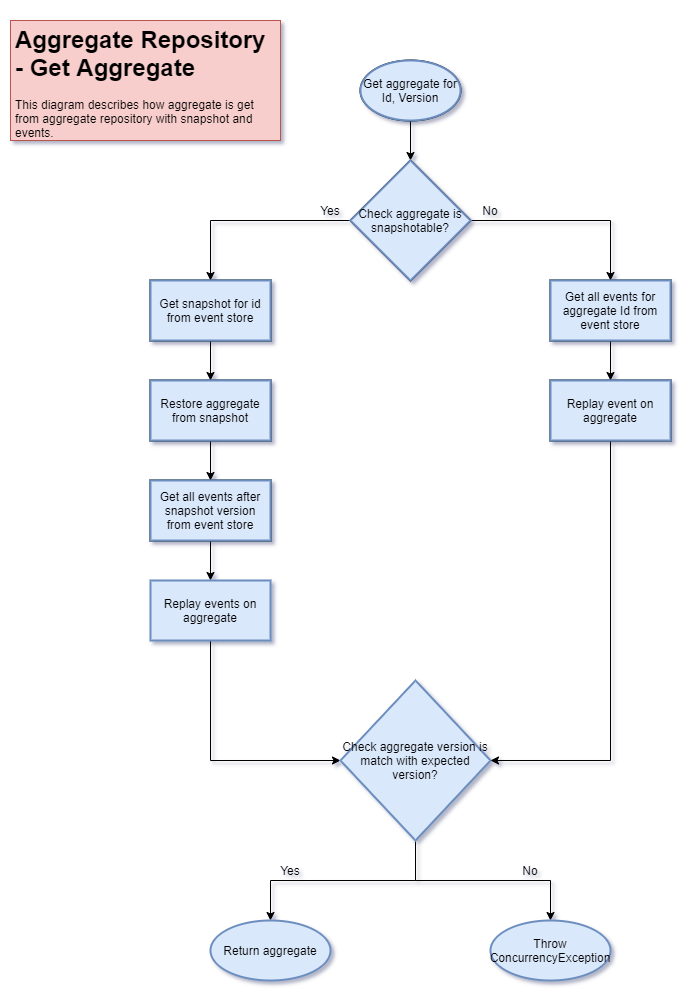 Aggregate Repository
- Get Aggregate
This diagram describes how aggregate is get
from aggregate repository with snapshot and
events.
Get aggregate for
Id, Version
Check aggregate is
snapshotable?
Yes
No
Get snapshot for id
from event store
Get all events for
aggregate Id from
event store
Restore aggregate
from snapshot
Replay event on
aggregate
Get all events after
snapshot version
from event store
Replay events on
aggregate
Check aggregate version is
match with expected
version?
Yes
No
Return aggregate
Throw
ConcurrencyException